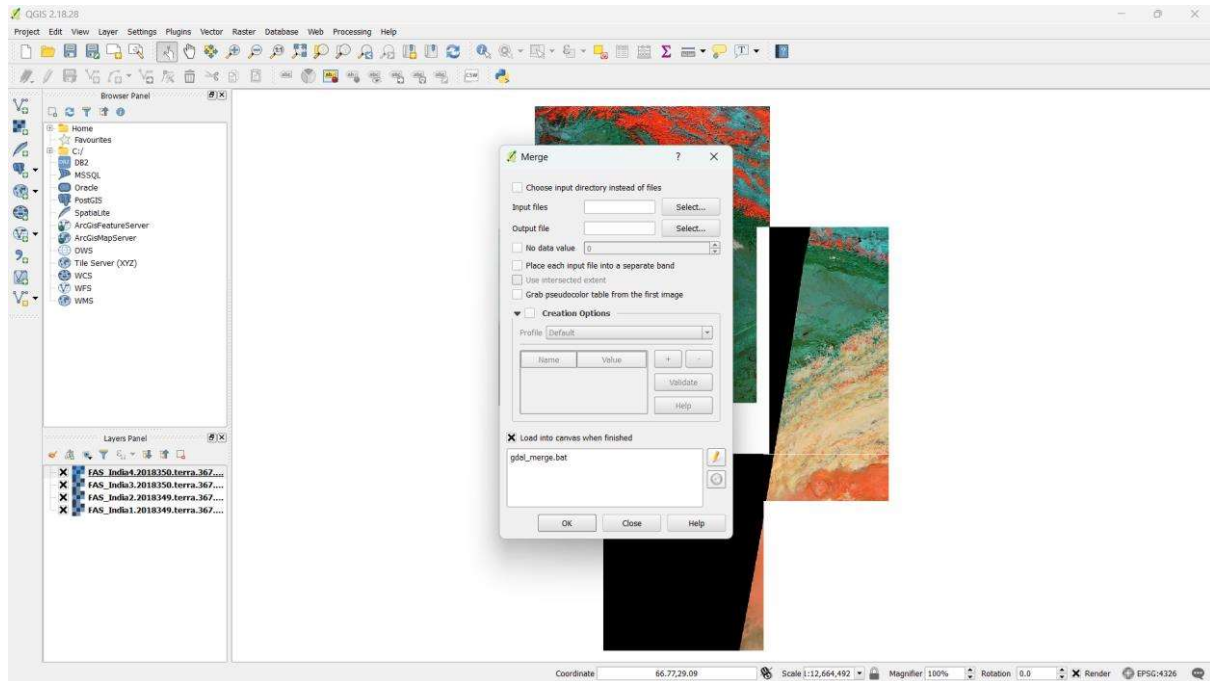 QGIS 2.18.28
Project Edit View Layer Settings Plugins Vector Raster Database Web Processing Help
Browser Panel
Home
Favourites
C:/
DB2
MSSQL
Oracle
PostGIS
SpatiaLite
ArcGisFeatureServer
ArcGisMapServer
OWS
Tile Server (XYZ)
WCS
WFS
WMS
Layers Panel
FAS_India4.2018350.terra.367....
FAS_India3.2018350.terra.367....
FAS_India2.2018349.terra.367....
FAS_India1.2018349.terra.367....
Merge ?
Choose input directory instead of files
Input files Select...
Output file Select...
No data value 0
Place each input file into a separate band
Use intersected extent
Grab pseudocolor table from the first image
Creation Options
Profile Default
Name Value + -
Validate
Help
Load into canvas when finished
gdal_merge.bat
OK Close Help
Coordinate 66.77,29.09 Scale 1:12,664,492 Magnifier 100% Rotation 0.0 Render EPSG:4326